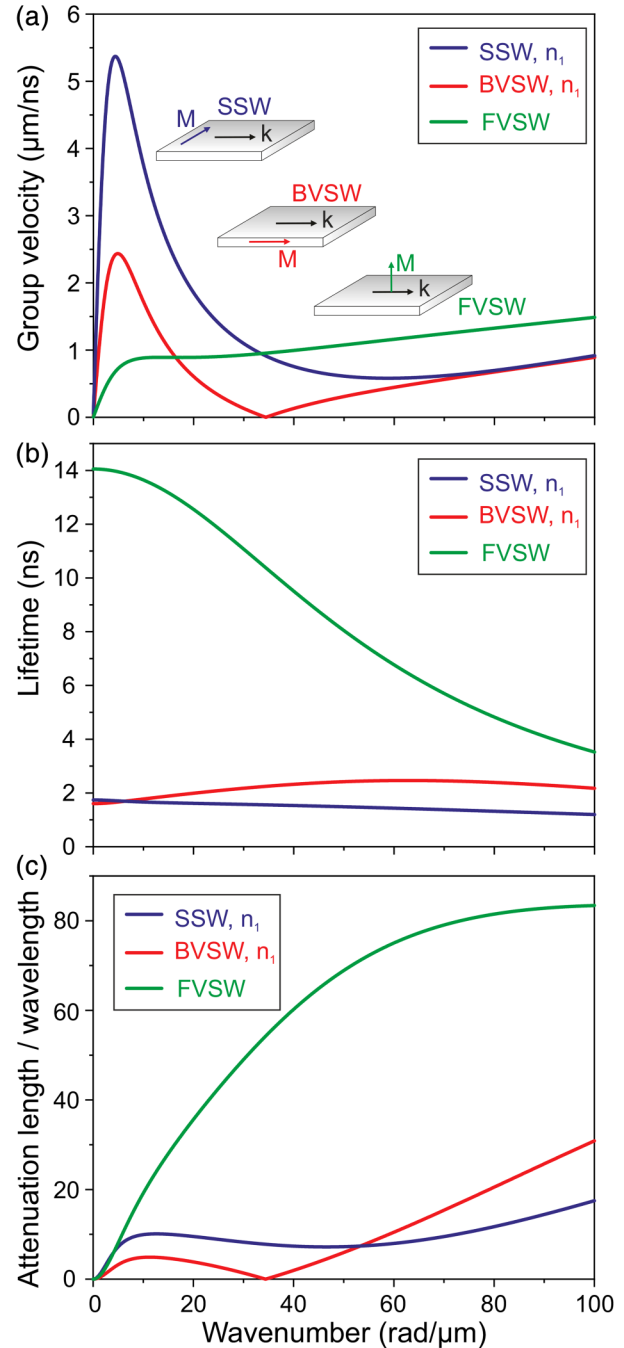 (a)
6
5
4
3
2
1
0
Group velocity (μm/ns)
SSW, n₁
BVSW, n₁
FVSW
SSW
M
k
BVSW
k
M
M
k
FVSW
(b)
14
12
10
8
6
4
2
0
Lifetime (ns)
SSW, n₁
BVSW, n₁
FVSW
(c)
80
60
40
20
0
Attenuation length / wavelength
SSW, n₁
BVSW, n₁
FVSW
0 20 40 60 80 100
Wavenumber (rad/μm)